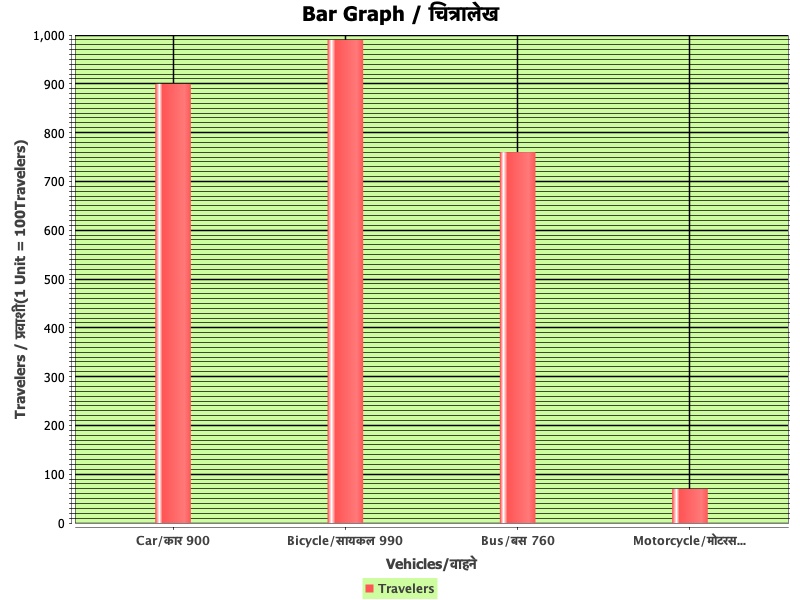 Bar Graph / चित्रालेख
Travelers / प्रवाशी(1 Unit = 100Travelers)
1,000
900
800
700
600
500
400
300
200
100
0
Car/कार 900
Bicycle/सायकल 990
Bus/बस 760
Motorcycle/मोटरस...
Vehicles/वाहने
Travelers